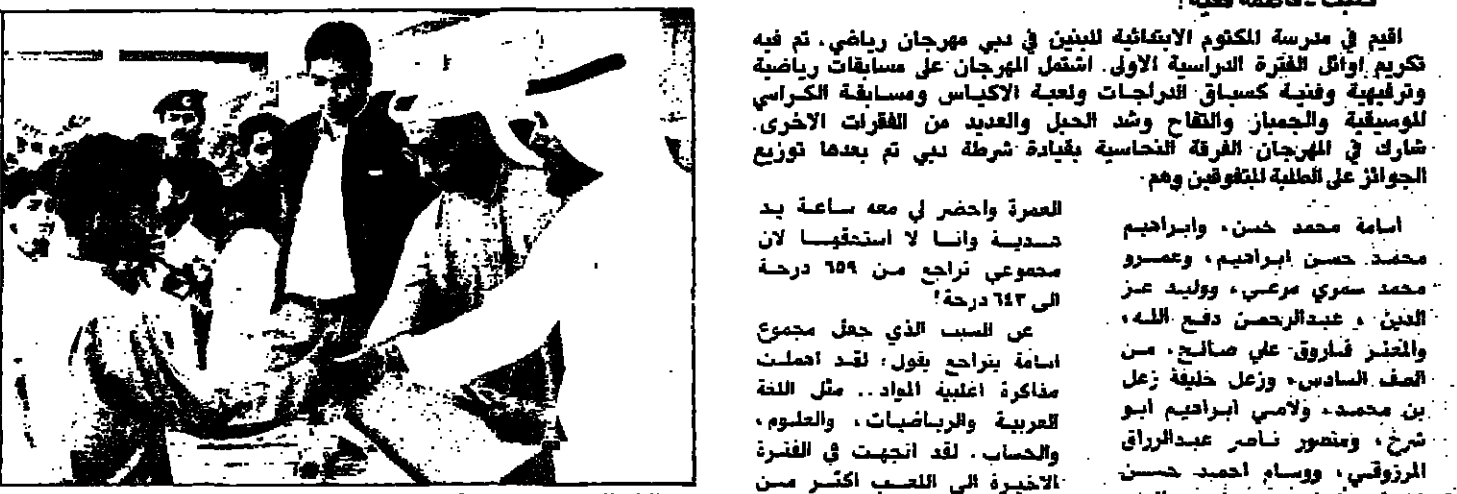 كتبت - فاطمة
اقيم في مدرسة المكتوم الابتدائية للبنين في دبي مهرجان رياضي، تم فيه
تكريم اوائل الفترة الدراسية الاولى. اشتمل المهرجان على مسابقات رياضية
وترفيهية وفنية كسباق الدراجات ولعبة الاكياس ومسابقة الكراسي
الموسيقية والجمباز والتفاح وشد الحبل والعديد من الفقرات الاخرى.
شارك في المهرجان الفرقة النحاسية بقيادة شرطة دبي تم بعدها توزيع
الجوائز على الطلبة المتفوقين وهم.
اسامة محمد حسن، وابراهيم
محمد حسن ابراهيم، وعمرو
محمد سمري مرعي، ووليد عز
الدين ، عبدالرحمن دفع الله،
والمعتز فاروق علي صالح، من
الصف السادس، وزعل خليفة زعل
بن محمد، ولامي ابراهيم ابو
شرخ، ومنصور ناصر عبدالرزاق
المرزوقي، ووسام احمد حسن
العمرة واحضر لي معه ساعة يد
هدية وانا لا استحقها لان
مجموعي تراجع من ٦٥٩ درجة
الى ٦٤٣ درجة!
عن السبب الذي جعل مجموع
اسامة يتراجع يقول: لقد اهملت
مذاكرة اغلبية المواد.. مثل اللغة
العربية والرياضيات، والعلوم،
والحساب. لقد اتجهت في الفترة
الاخيرة الى اللعب اكثر من